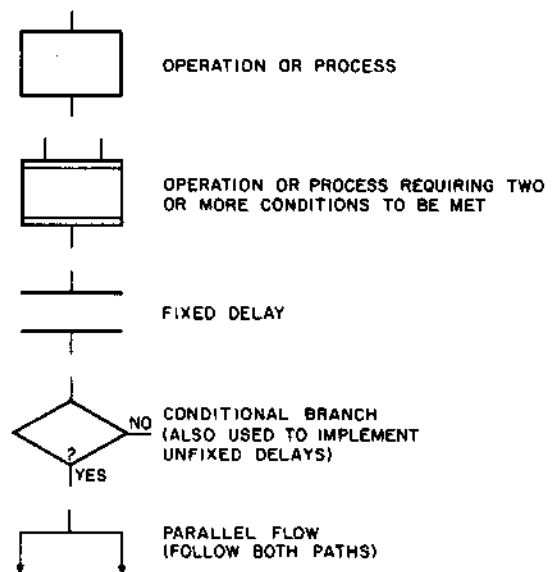 OPERATION OR PROCESS
OPERATION OR PROCESS REQUIRING TWO
OR MORE CONDITIONS TO BE MET
FIXED DELAY
NO
CONDITIONAL BRANCH
(ALSO USED TO IMPLEMENT
UNFIXED DELAYS)
?
YES
PARALLEL FLOW
(FOLLOW BOTH PATHS)